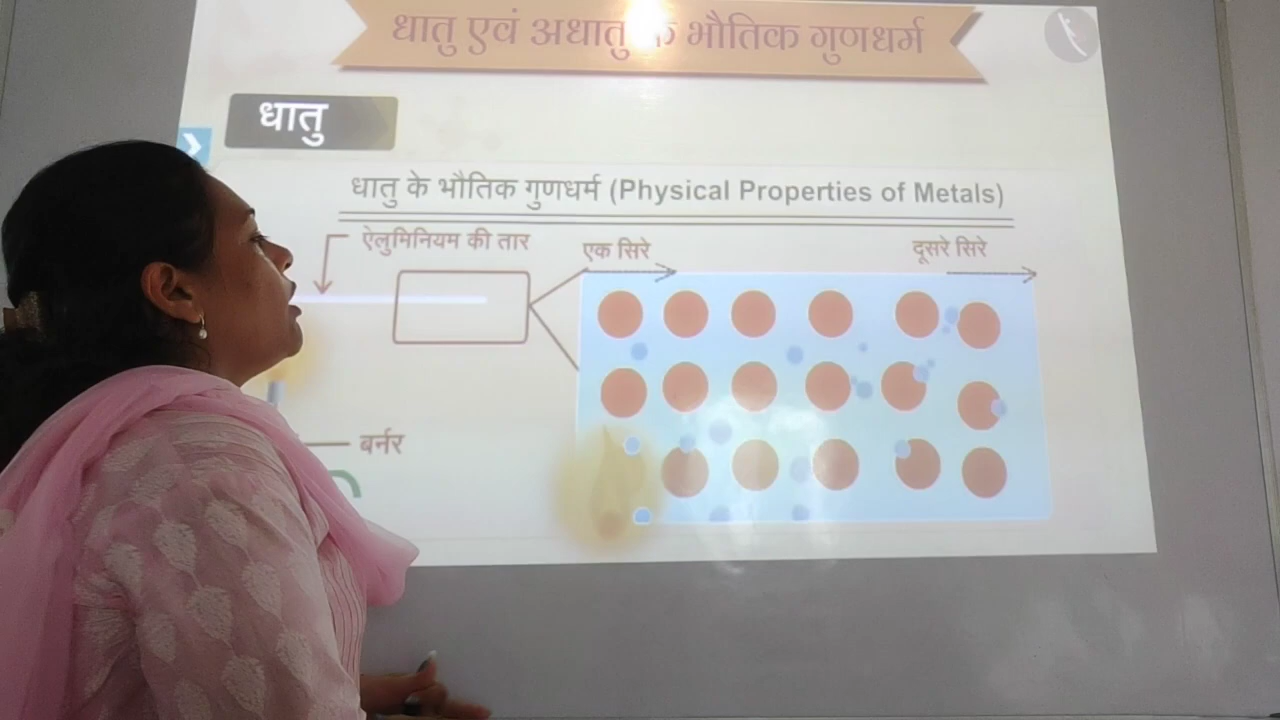 धातु एवं अधातु के भौतिक गुणधर्म
धातु
धातु के भौतिक गुणधर्म (Physical Properties of Metals)
ऐलुमिनियम की तार
एक सिरे
दूसरे सिरे
बर्नर